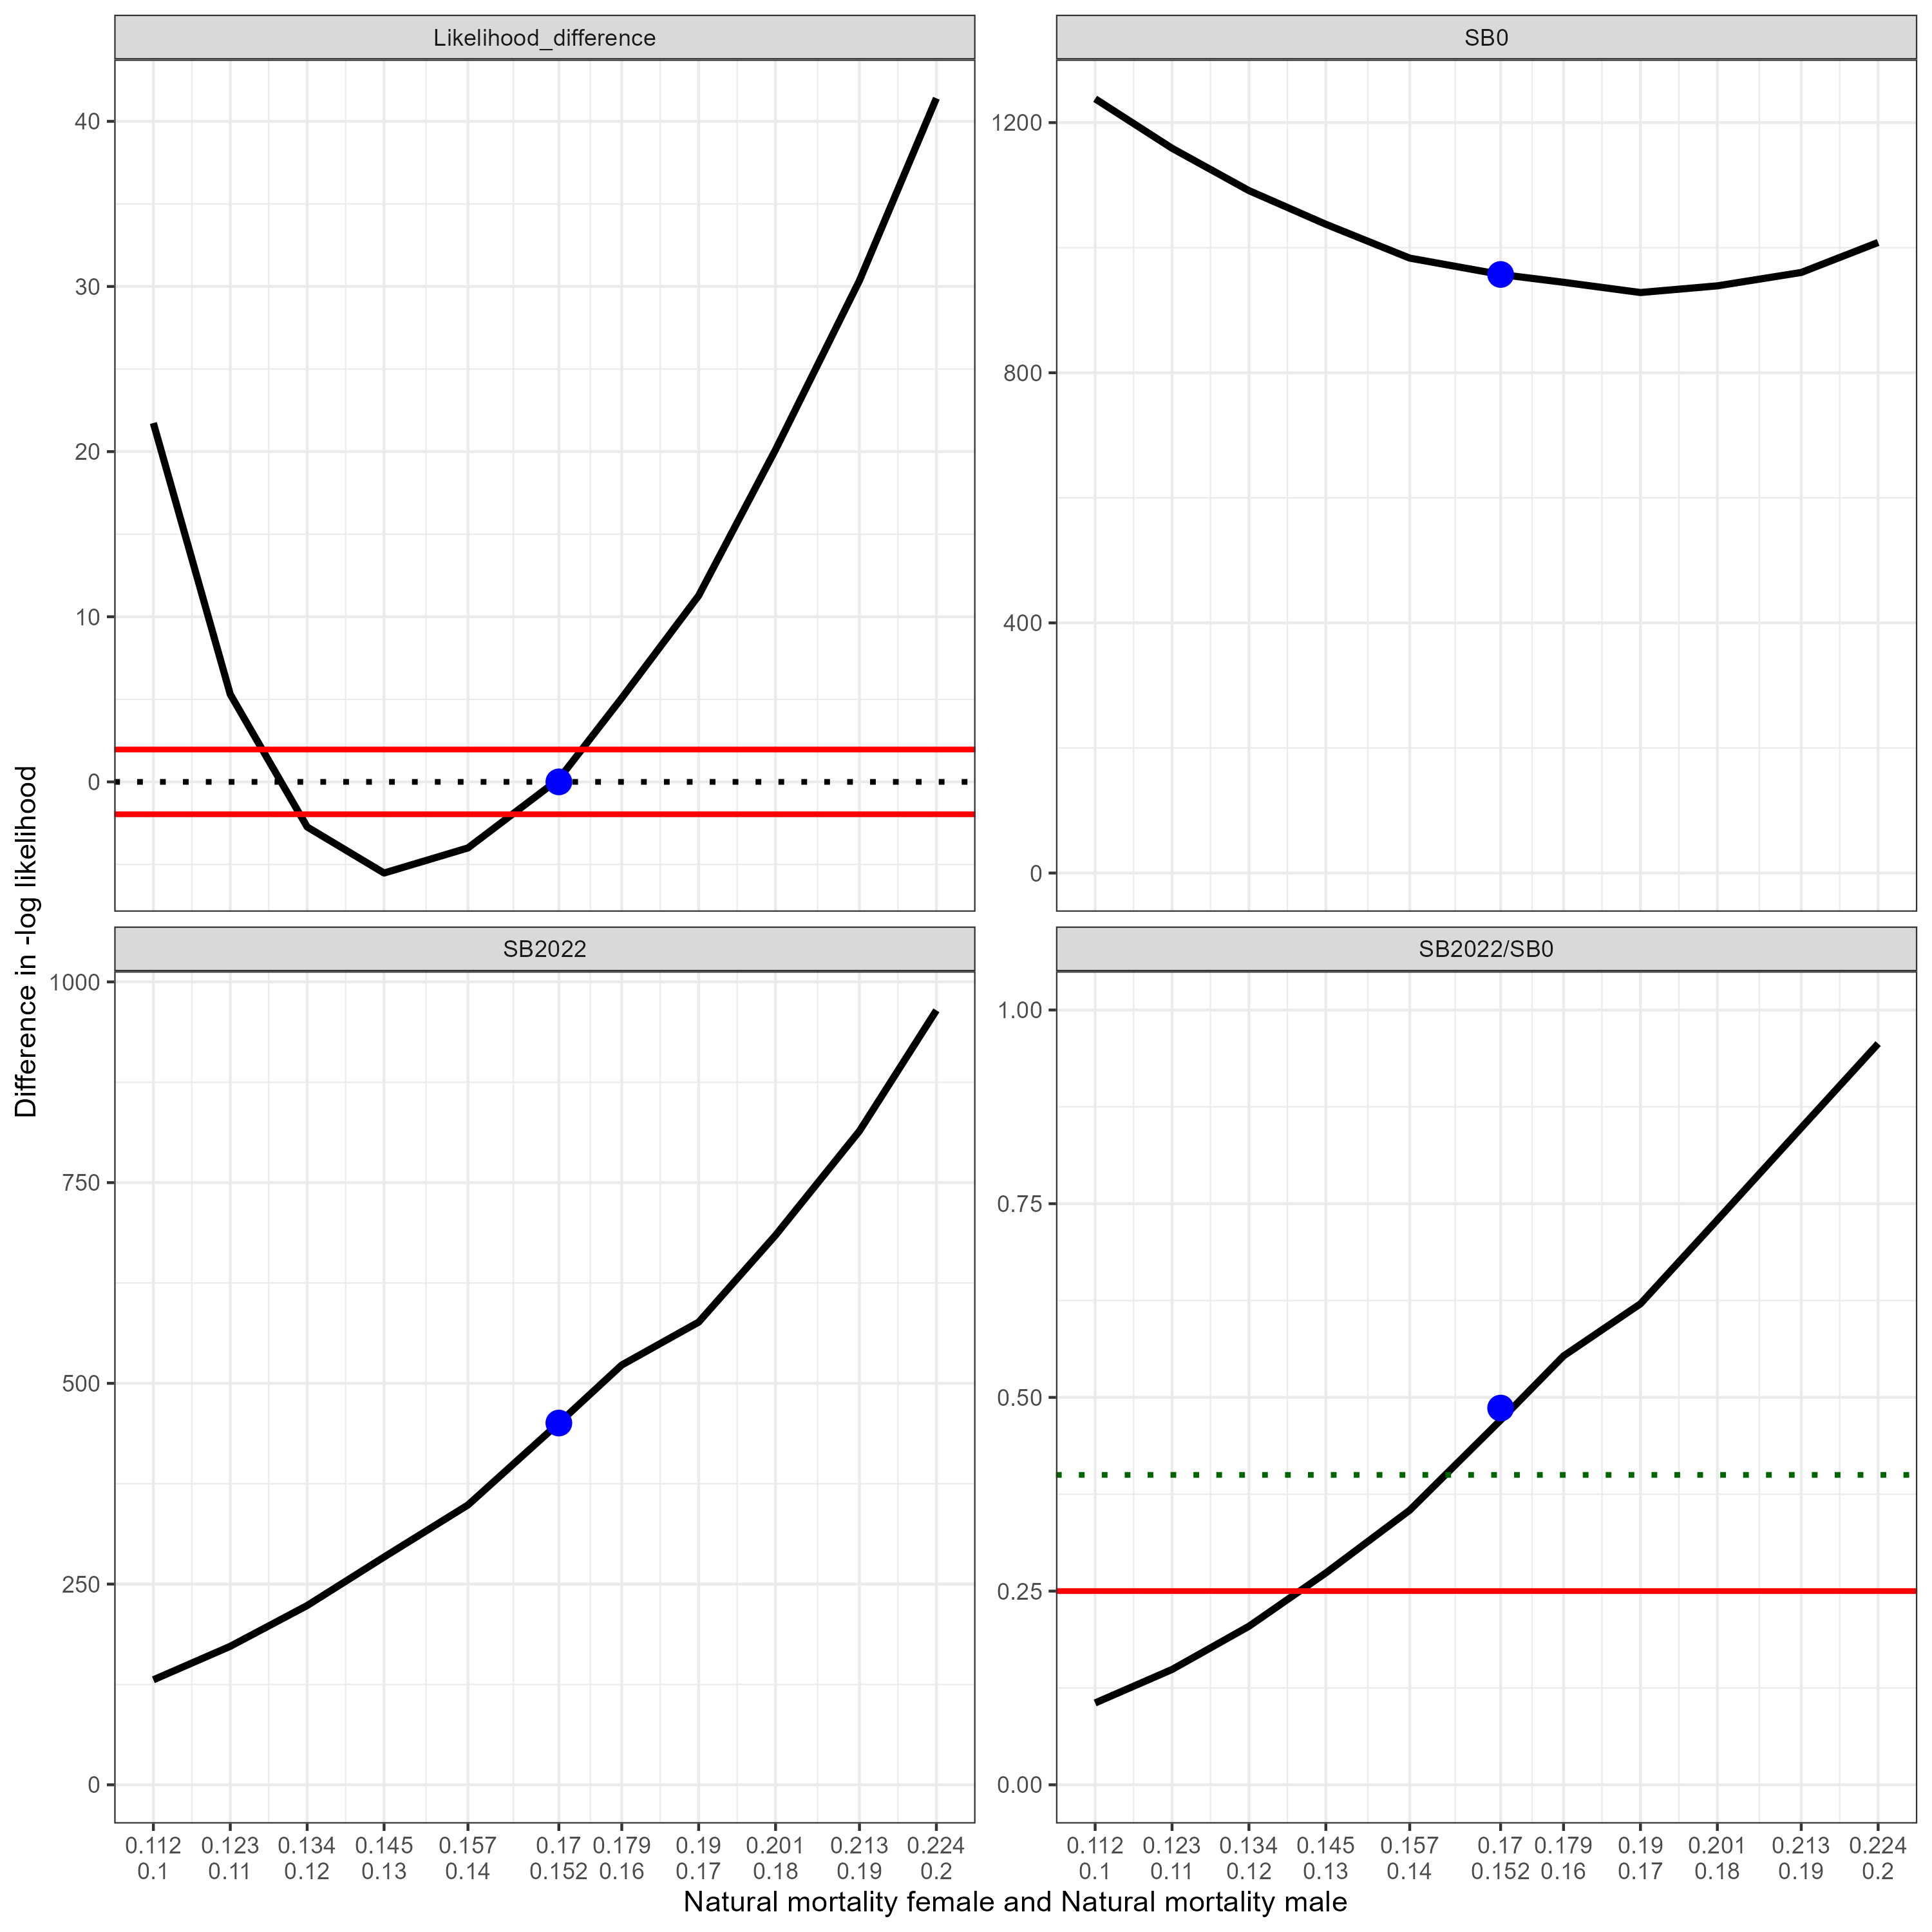 Likelihood_difference
SB0
40
30
20
10
0
1200
800
400
0
Difference in -log likelihood
SB2022
SB2022/SB0
1000
750
500
250
0
1.00
0.75
0.50
0.25
0.00
0.112 0.123 0.134 0.145 0.157 0.17 0.179 0.19 0.201 0.213 0.224
0.1 0.11 0.12 0.13 0.14 0.152 0.16 0.17 0.18 0.19 0.2
0.112 0.123 0.134 0.145 0.157 0.17 0.179 0.19 0.201 0.213 0.224
0.1 0.11 0.12 0.13 0.14 0.152 0.16 0.17 0.18 0.19 0.2
Natural mortality female and Natural mortality male